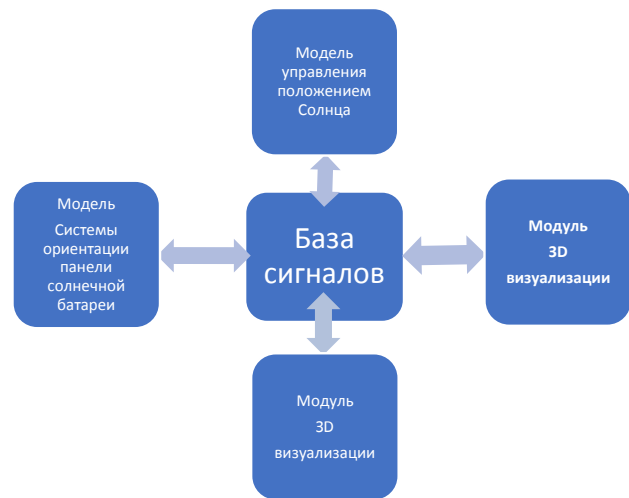 Модель
управления
положением
Солнца
Модель
Системы
ориентации
панели
солнечной
батареи
База
сигналов
Модуль
3D
визуализации
Модуль
3D
визуализации